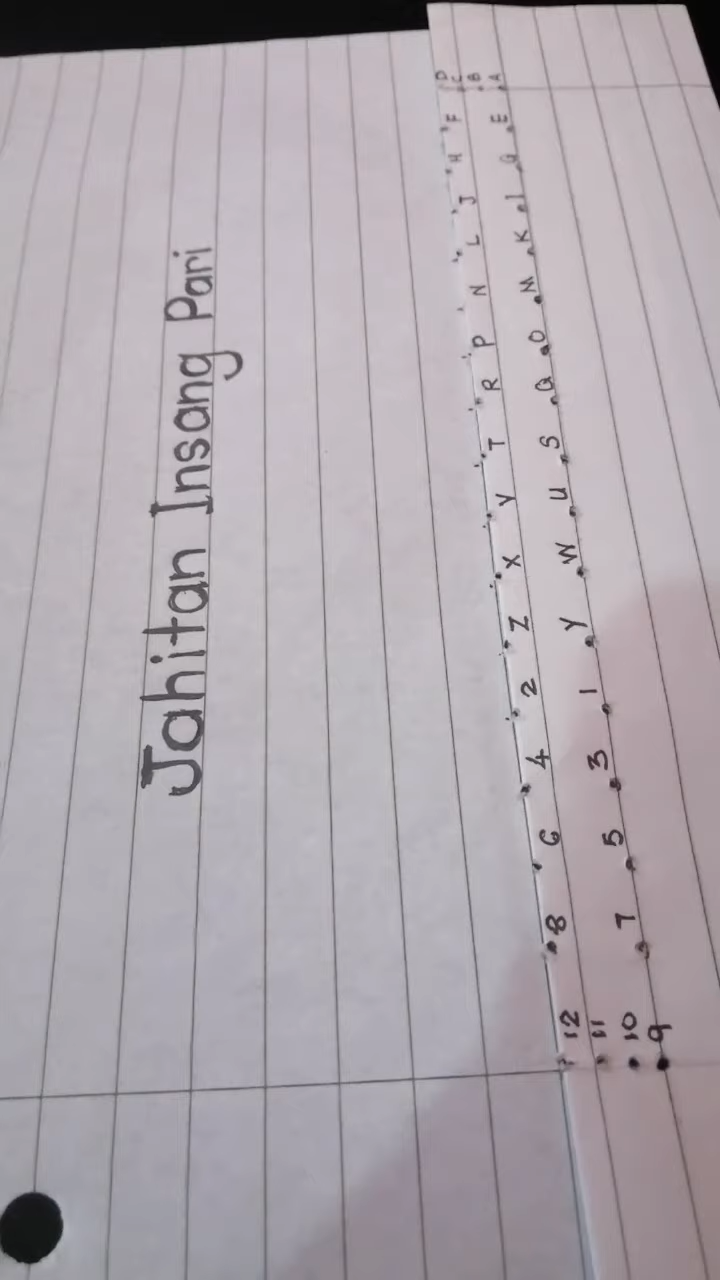 Jahitan Insang Pari
12 8 6 4 2 Z X V T R P N L J H F D
11 C
10 B
9 7 5 3 1 Y W U S Q O M K I G E A